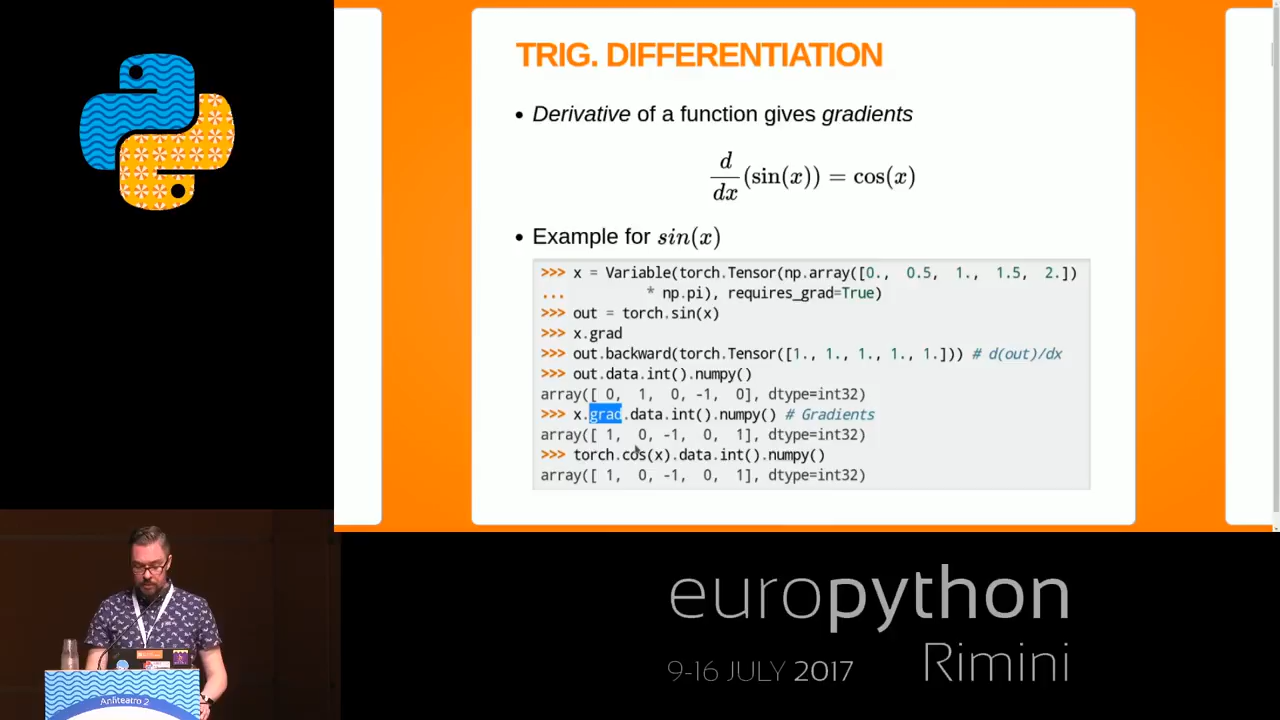 TRIG. DIFFERENTIATION
• Derivative of a function gives gradients
d/dx (sin(x)) = cos(x)
• Example for sin(x)
>>> x = Variable(torch.Tensor(np.array([0., 0.5, 1., 1.5, 2.])
... * np.pi), requires_grad=True)
>>> out = torch.sin(x)
>>> x.grad
>>> out.backward(torch.Tensor([1., 1., 1., 1., 1.])) # d(out)/dx
>>> out.data.int().numpy()
array([ 0, 1, 0, -1, 0], dtype=int32)
>>> x.grad.data.int().numpy() # Gradients
array([ 1, 0, -1, 0, 1], dtype=int32)
>>> torch.cos(x).data.int().numpy()
array([ 1, 0, -1, 0, 1], dtype=int32)
Anfiteatro 2
europython
Rimini
9-16 JULY 2017